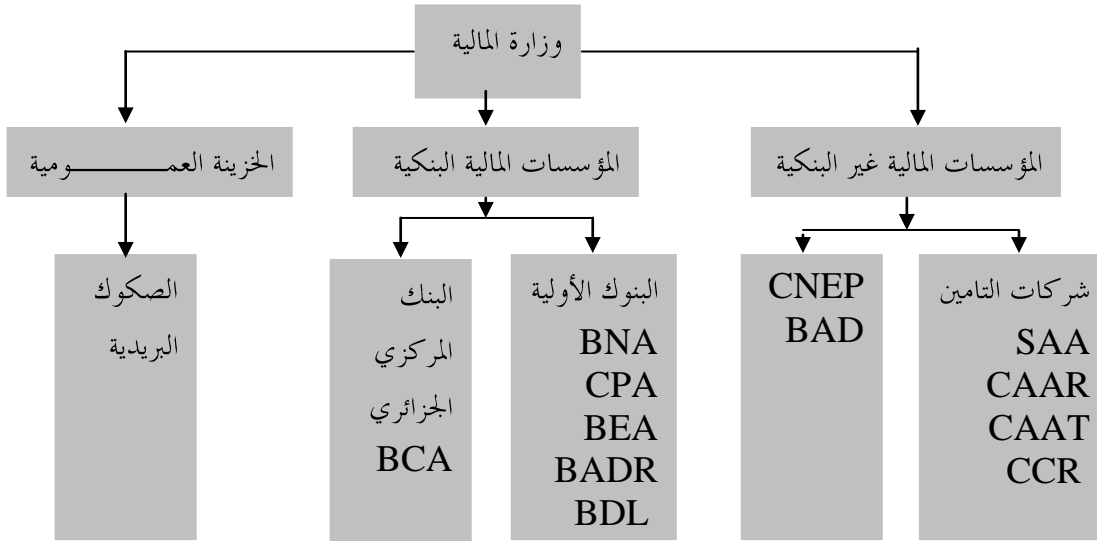 وزارة المالية
المؤسسات المالية غير البنكية
المؤسسات المالية البنكية
الخزينة العمـــــــــومية
شركات التامين
SAA
CAAR
CAAT
CCR
CNEP
BAD
البنوك الأولية
BNA
CPA
BEA
BADR
BDL
البنك
المركزي
الجزائري
BCA
الصكوك
البريدية